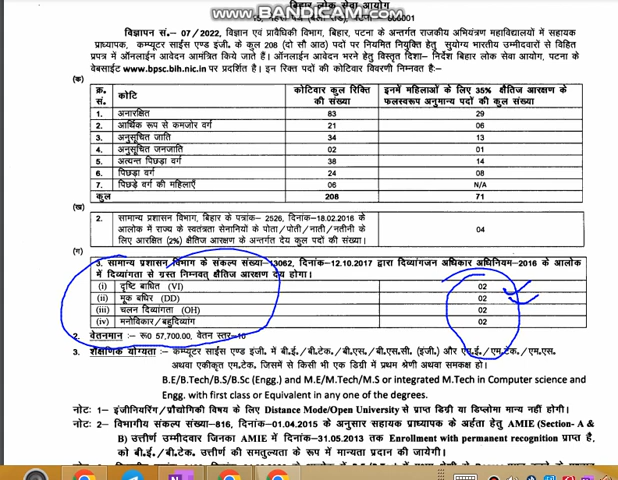 बिहार लोक सेवा आयोग
WWW.BANDICAM.COM
विज्ञापन सं.- 07/2022, विज्ञान एवं प्रावैधिकी विभाग, बिहार, पटना के अन्तर्गत राजकीय अभियंत्रण महाविद्यालयों में सहायक
प्राध्यापक, कम्प्यूटर साईंस एण्ड इंजी. के कुल 208 (दो सौ आठ) पदों पर नियमित नियुक्ति हेतु सुयोग्य भारतीय उम्मीदवारों से विहित
प्रपत्र में ऑनलाईन आवेदन आमंत्रित किये जाते हैं। ऑनलाईन आवेदन भरने हेतु विस्तृत दिशा- निर्देश बिहार लोक सेवा आयोग, पटना के
वेबसाईट www.bpsc.bih.nic.in पर प्रदर्शित है। इन रिक्त पदों की कोटिवार विवरणी निम्नवत है:-
(क)
क्र. सं. कोटि कोटिवार कुल रिक्ति की संख्या इनमें महिलाओं के लिए 35% क्षैतिज आरक्षण के फलस्वरूप अनुमान्य पदों की कुल संख्या
1. अनारक्षित 83 29
2. आर्थिक रूप से कमजोर वर्ग 21 06
3. अनुसूचित जाति 34 13
4. अनुसूचित जनजाति 02 01
5. अत्यन्त पिछड़ा वर्ग 38 14
6. पिछड़ा वर्ग 24 08
7. पिछड़े वर्ग की महिलाएँ 06 N/A
कुल 208 71
(ख)
2. सामान्य प्रशासन विभाग, बिहार के पत्रांक- 2526, दिनांक-18.02.2016 के
आलोक में राज्य के स्वतंत्रता सेनानियों के पोता/पोती/नाती/नतीनी के 04
लिए आरक्षित (2%) क्षैतिज आरक्षण के अन्तर्गत देय कुल पदों की संख्या।
(ग)
3. सामान्य प्रशासन विभाग के संकल्प संख्या-13062, दिनांक-12.10.2017 द्वारा दिव्यांगजन अधिकार अधिनियम-2016 के आलोक
में दिव्यांगता से ग्रस्त निम्नवत् क्षैतिज आरक्षण देय होगा।
(i) दृष्टि बाधित (VI) 02
(ii) मूक बधिर (DD) 02
(iii) चलन दिव्यांगता (OH) 02
(iv) मनोविकार/बहुदिव्यांग 02
2. वेतनमान :- रू0 57,700.00, वेतन स्तर-10
3. शैक्षणिक योग्यता:- कम्प्यूटर साईंस एण्ड इंजी. में बी.ई./बी.टेक./बी.एस./बी.एस.सी. (इंजी.) और एम.ई./एम.टेक./एम.एस.
अथवा एकीकृत एम.टेक. जिसमें से किसी भी एक डिग्री में प्रथम श्रेणी अथवा समकक्ष हो।
B.E/B.Tech/B.S/B.Sc (Engg.) and M.E/M.Tech/M.S or integrated M.Tech in Computer science and
Engg. with first class or Equivalent in any one of the degrees.
नोट: 1- इंजीनियरिंग/प्रौद्योगिकी विषय के लिए Distance Mode/Open University से प्राप्त डिग्री या डिप्लोमा मान्य नहीं होगी।
नोट: 2- विभागीय संकल्प संख्या-816, दिनांक-01.04.2015 के अनुसार सहायक प्राध्यापक के अर्हता हेतु AMIE (Section- A &
B) उत्तीर्ण उम्मीदवार जिनका AMIE में दिनांक-31.05.2013 तक Enrollment with permanent recognition प्राप्त है,
को बी.ई./बी.टेक. उत्तीर्णता के समतुल्यता के रूप में मान्यता प्रदान की जायेगी।